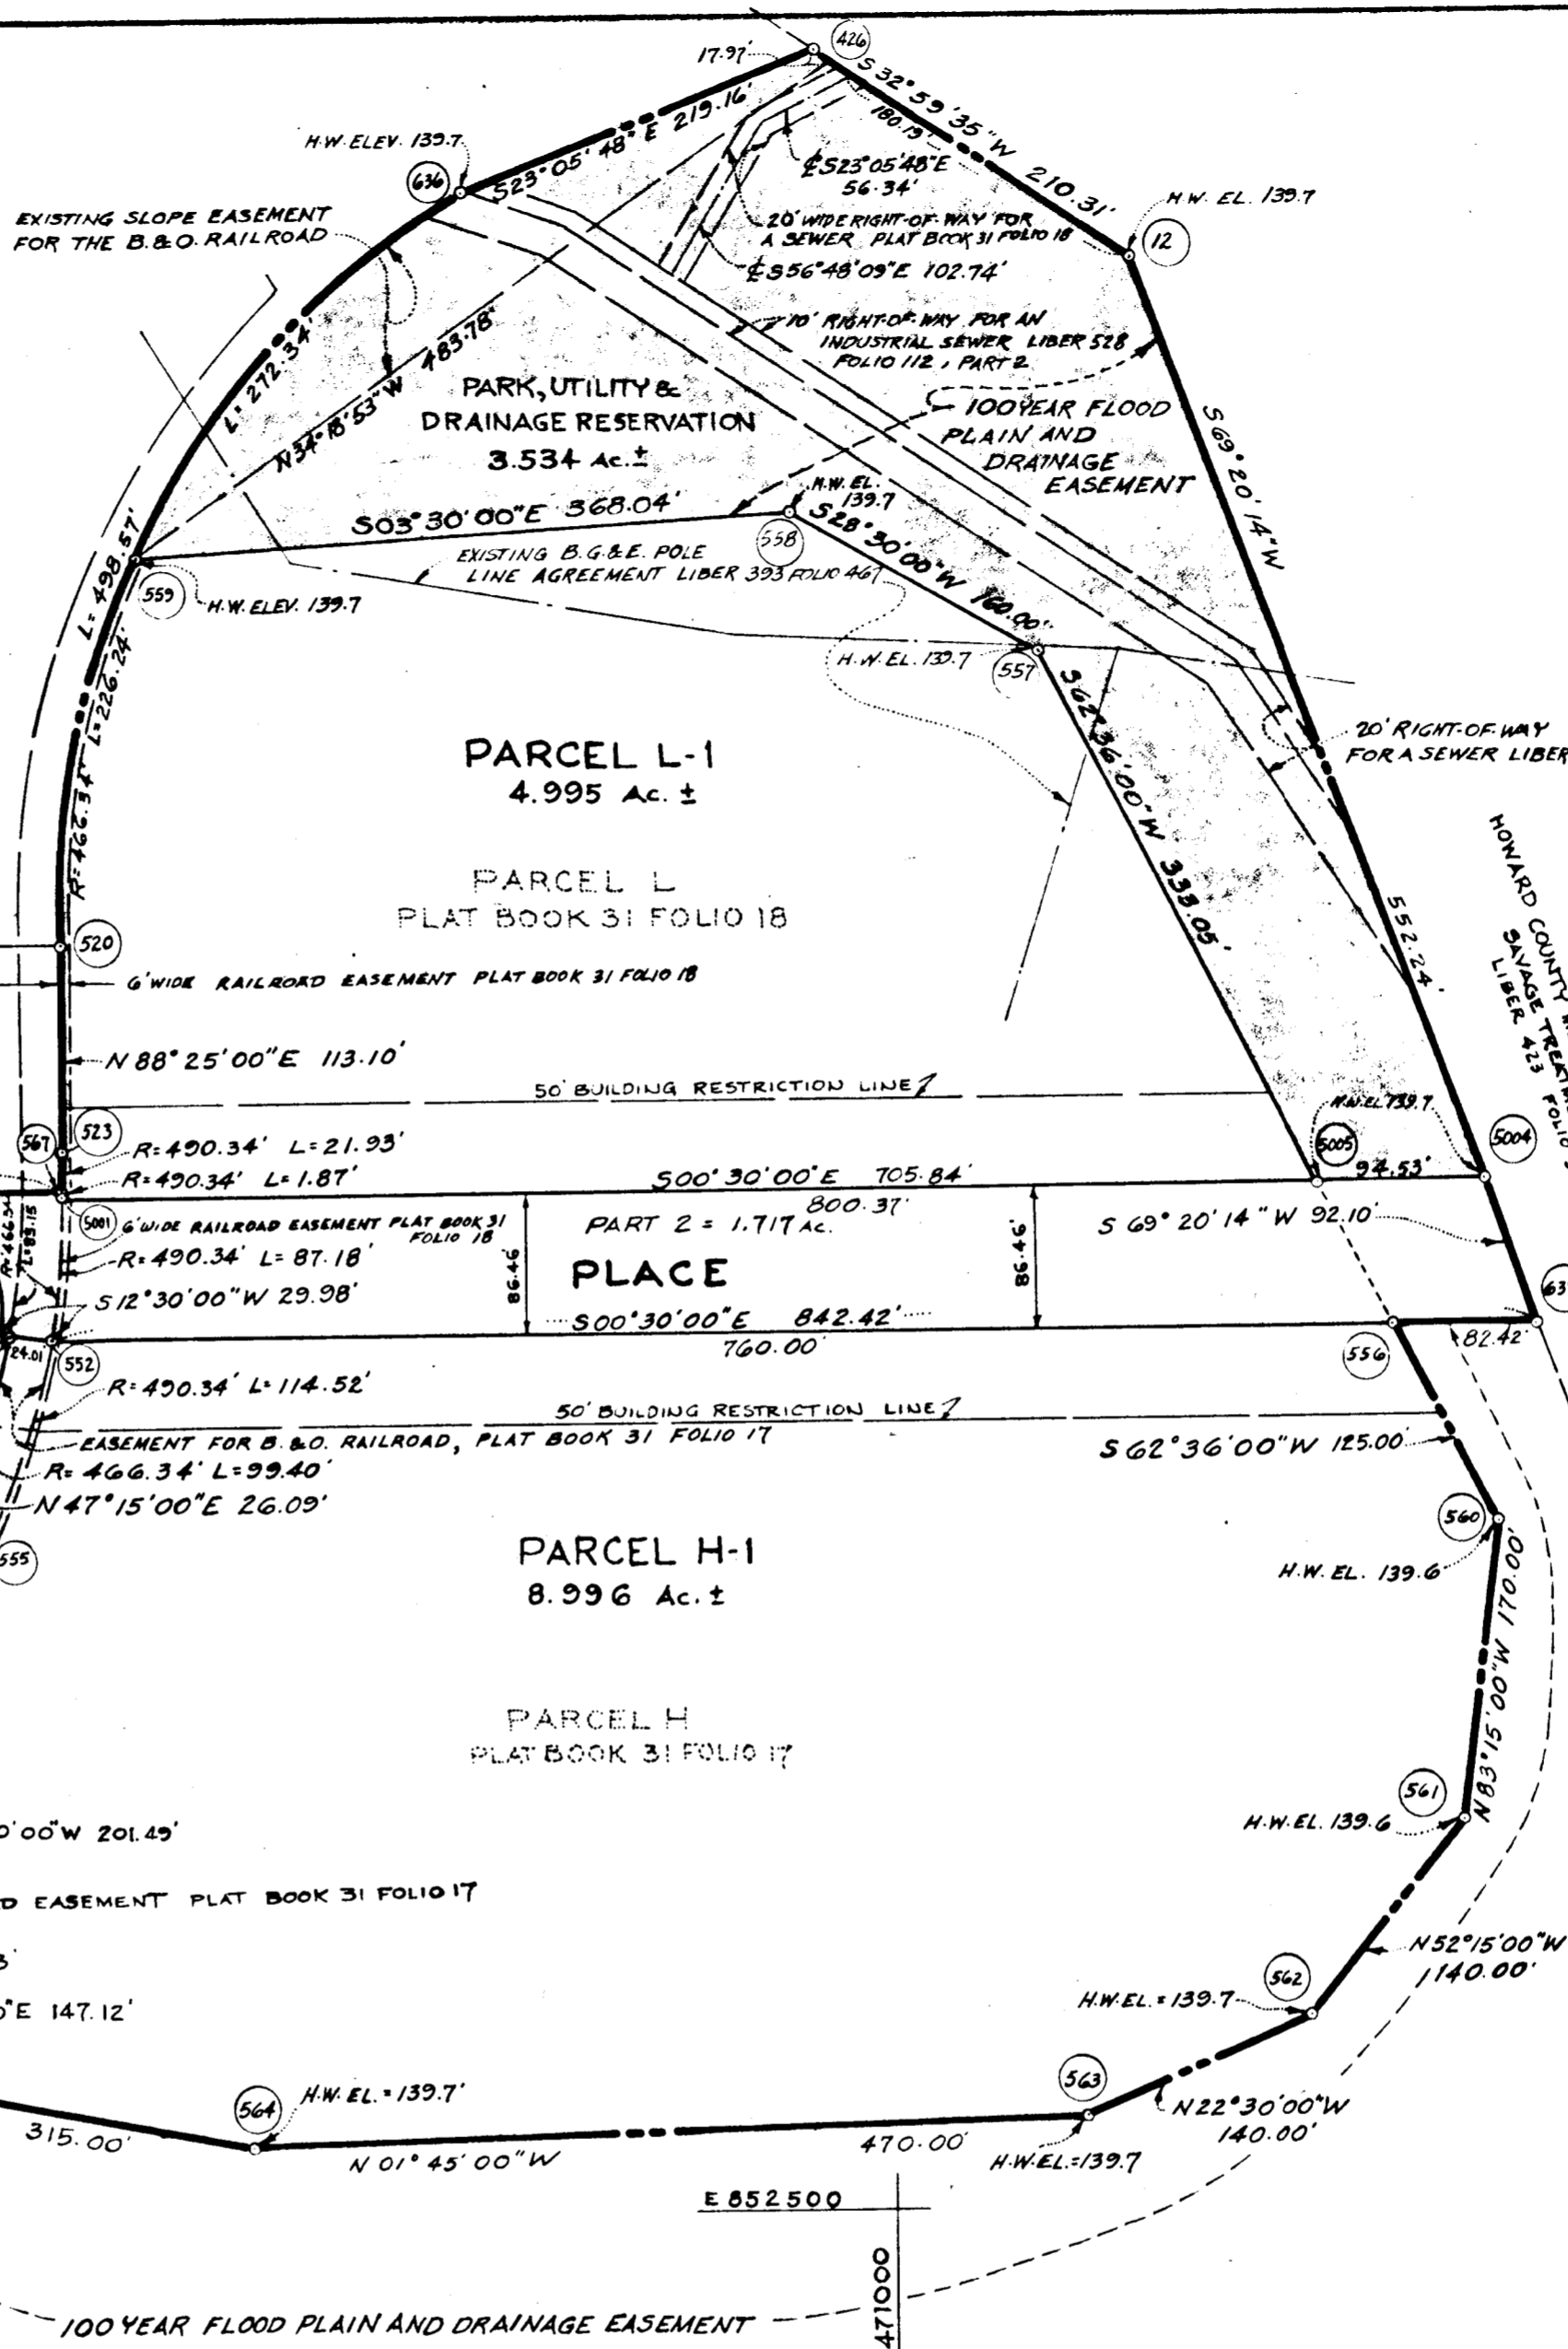 17.97'
426
S32°59'35"W 210.31'
180.19'
H.W. ELEV. 139.7
636
S23°05'48"E 219.16'
℄S23°05'48"E
56.34'
H.W. EL. 139.7
12
EXISTING SLOPE EASEMENT
FOR THE B.&O. RAILROAD
20' WIDE RIGHT-OF-WAY FOR
A SEWER PLAT BOOK 31 FOLIO 18
℄S56°48'09"E 102.74'
10' RIGHT-OF-WAY FOR AN
INDUSTRIAL SEWER LIBER 528
FOLIO 112, PART 2
L=272.34'
N34°18'53"W 483.78'
PARK, UTILITY &
DRAINAGE RESERVATION
3.534 Ac.±
100 YEAR FLOOD
PLAIN AND
DRAINAGE
EASEMENT
S69°20'14"W
552.24'
H.W. EL.
139.7
S03°30'00"E 368.04'
558
S28°30'00"W 160.00'
EXISTING B.G.&E. POLE
LINE AGREEMENT LIBER 393 FOLIO 467
L=498.57'
559
H.W. ELEV. 139.7
H.W. EL. 139.7
557
L=226.24'
R=466.34'
S62°36'00"W 338.05'
20' RIGHT-OF-WAY
FOR A SEWER LIBER
PARCEL L-1
4.995 Ac. ±
HOWARD COUNTY
SAVAGE
LIBER 423 FOLIO
PARCEL L
PLAT BOOK 31 FOLIO 18
520
6' WIDE RAILROAD EASEMENT PLAT BOOK 31 FOLIO 18
N 88° 25' 00"E 113.10'
50' BUILDING RESTRICTION LINE
H.W. EL 139.7
567
523
R=490.34' L=21.93'
5005
5004
R=490.34' L=1.87'
S00°30'00"E 705.84'
94.53'
800.37'
5001
6' WIDE RAILROAD EASEMENT PLAT BOOK 31
FOLIO 18
PART 2 = 1.717 AC.
S 69° 20' 14" W 92.10'
R=466.34
L=83.15
R=490.34' L=87.18'
86.46'
PLACE
86.46'
S12°30'00"W 29.98'
S00°30'00"E 842.42'
760.00'
82.42'
24.01'
552
556
R=490.34' L=114.52'
50' BUILDING RESTRICTION LINE
EASEMENT FOR B.&O. RAILROAD, PLAT BOOK 31 FOLIO 17
S62°36'00"W 125.00'
R=466.34' L=99.40'
N47°15'00"E 26.09'
555
560
PARCEL H-1
8.996 Ac. ±
H.W. EL. 139.6
N83°15'00"W 170.00'
PARCEL H
PLAT BOOK 31 FOLIO 17
561
H.W.EL. 139.6
0'00"W 201.49'
D EASEMENT PLAT BOOK 31 FOLIO 17
N52°15'00"W
140.00'
562
H.W.EL.=139.7
"E 147.12'
563
564
H.W. EL.=139.7'
N22°30'00"W
140.00'
315.00'
N 01° 45' 00"W
470.00'
H.W.EL.=139.7
E 852500
471000
100 YEAR FLOOD PLAIN AND DRAINAGE EASEMENT